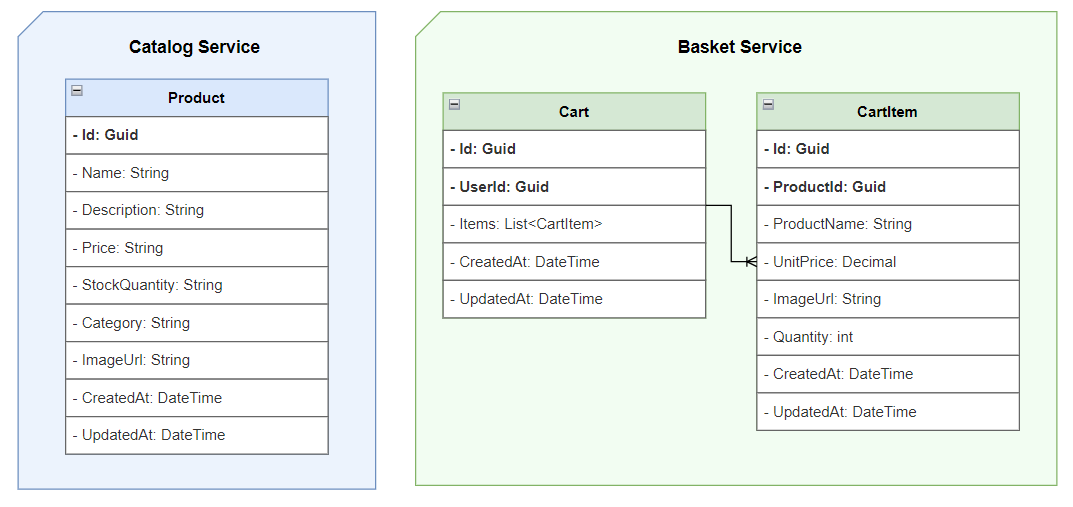 Catalog Service
Product
- Id: Guid
- Name: String
- Description: String
- Price: String
- StockQuantity: String
- Category: String
- ImageUrl: String
- CreatedAt: DateTime
- UpdatedAt: DateTime
Basket Service
Cart
- Id: Guid
- UserId: Guid
- Items: List<CartItem>
- CreatedAt: DateTime
- UpdatedAt: DateTime
CartItem
- Id: Guid
- ProductId: Guid
- ProductName: String
- UnitPrice: Decimal
- ImageUrl: String
- Quantity: int
- CreatedAt: DateTime
- UpdatedAt: DateTime